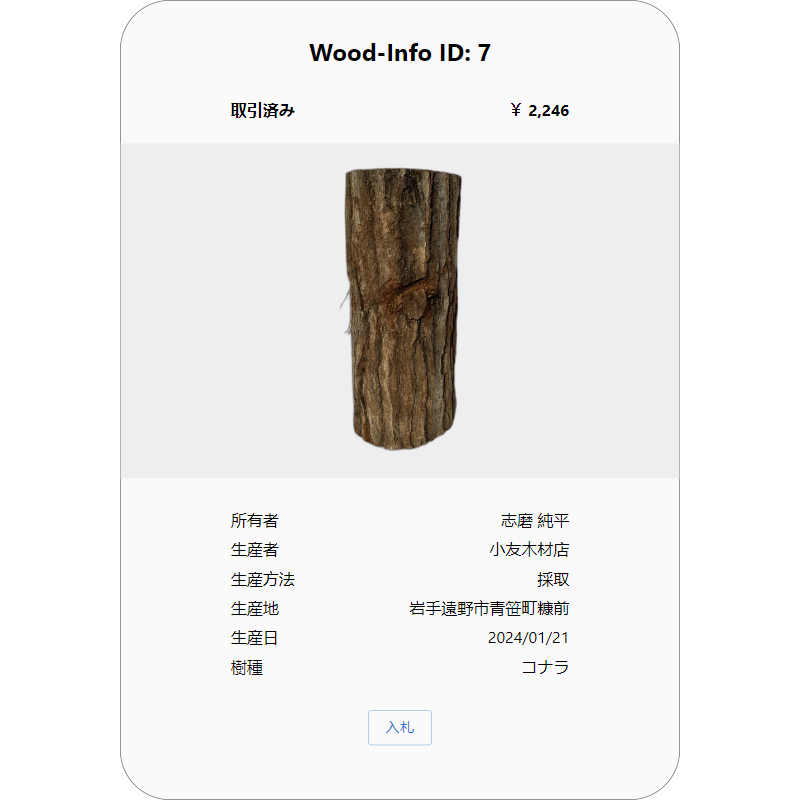 Wood-Info ID: 7
取引済み ￥ 2,246
所有者 志磨 純平
生産者 小友木材店
生産方法 採取
生産地 岩手遠野市青笹町糠前
生産日 2024/01/21
樹種 コナラ
入札